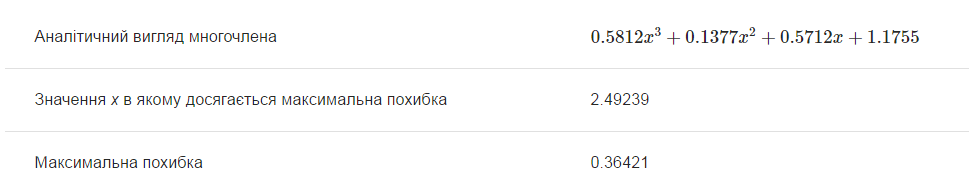 Аналітичний вигляд многочлена 0.5812x³ + 0.1377x² + 0.5712x + 1.1755
Значення x в якому досягається максимальна похибка 2.49239
Максимальна похибка 0.36421